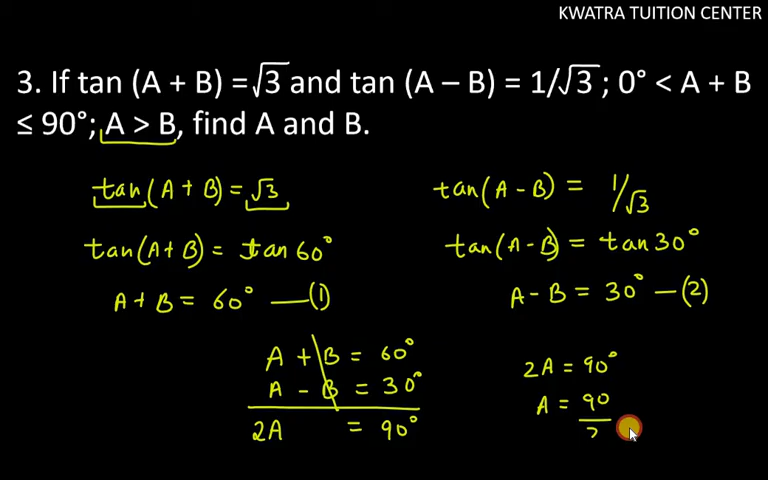 KWATRA TUITION CENTER
3. If tan (A + B) = √3 and tan (A – B) = 1/√3 ; 0° < A + B
≤ 90°; A > B, find A and B.
tan(A + B) = √3
tan(A+B) = tan 60°
A + B = 60° —(1)
tan(A - B) = 1/√3
tan(A - B) = tan 30°
A - B = 30° —(2)
A + B = 60°
A - B = 30°
2A = 90°
2A = 90°
A = 90/2